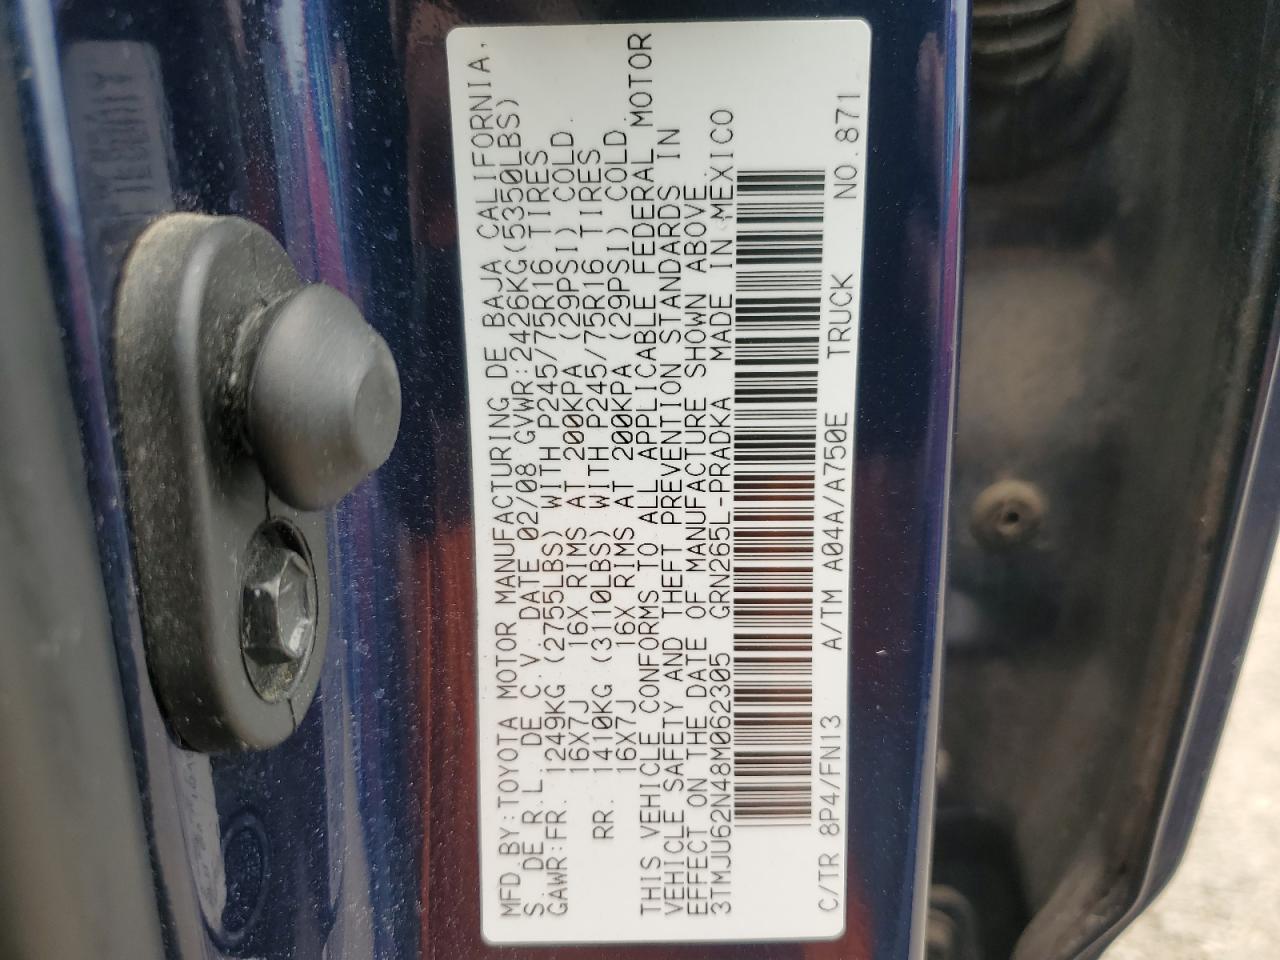 MFD.BY:TOYOTA MOTOR MANUFACTURING DE BAJA CALIFORNIA,
S. DE R.L. DE C.V. DATE 02/08 GVWR:2426KG(5350LBS)
GAWR:FR. 1249KG (2755LBS) WITH P245/75R16 TIRES
16X7J 16X RIMS AT 200KPA (29PSI) COLD
RR. 1410KG (3110LBS) WITH P245/75R16 TIRES
16X7J 16X RIMS AT 200KPA (29PSI) COLD
THIS VEHICLE CONFORMS TO ALL APPLICABLE FEDERAL MOTOR
VEHICLE SAFETY AND THEFT PREVENTION STANDARDS IN
EFFECT ON THE DATE OF MANUFACTURE SHOWN ABOVE
3TMJU62N48M062305 GRN265L-PRADKA MADE IN MEXICO
C/TR 8P4/FN13 A/TM A04A/A750E TRUCK NO.871